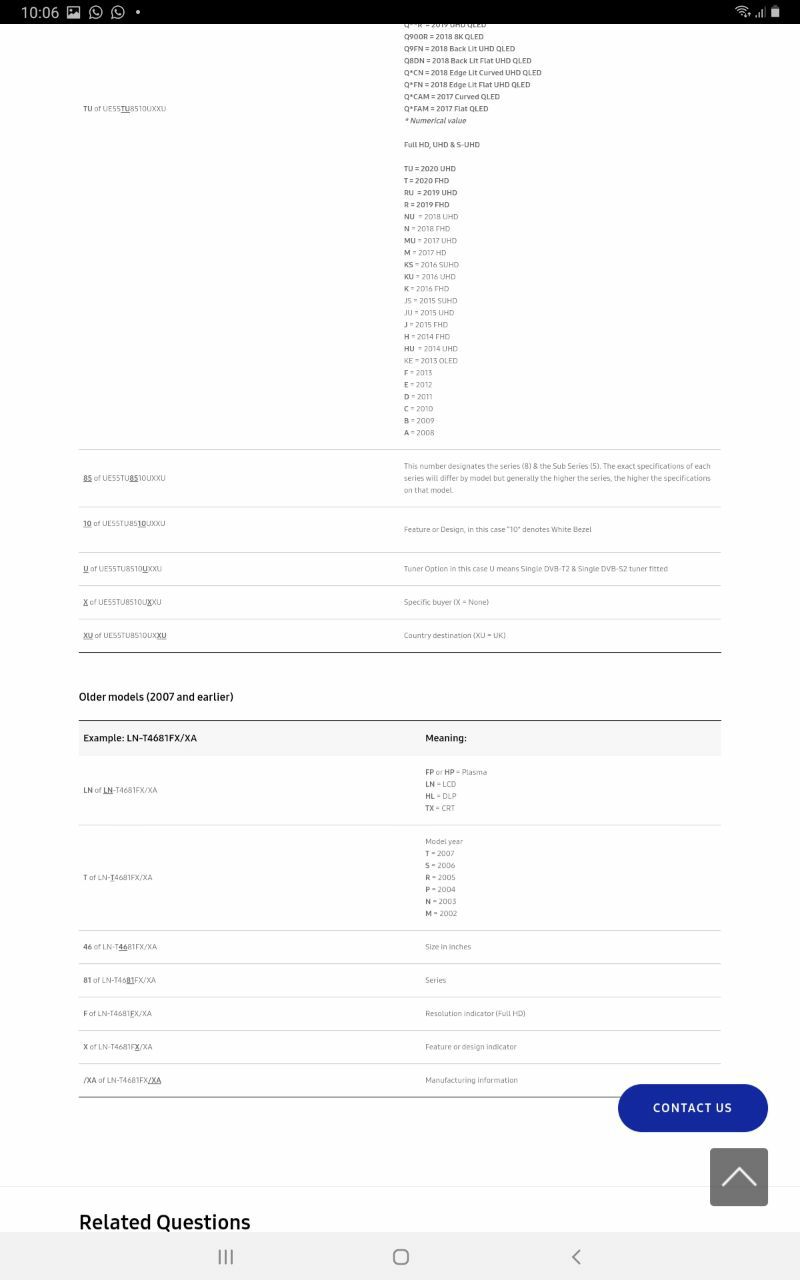 10:06
Q**R = 2019 UHD QLED
Q900R = 2018 8K QLED
Q9FN = 2018 Back Lit UHD QLED
Q8DN = 2018 Back Lit Flat UHD QLED
Q*CN = 2018 Edge Lit Curved UHD QLED
Q*FN = 2018 Edge Lit Flat UHD QLED
Q*CAM = 2017 Curved QLED
TU of UE55TU8510UXXU
Q*FAM = 2017 Flat QLED
* Numerical value
Full HD, UHD & S-UHD
TU = 2020 UHD
T = 2020 FHD
RU = 2019 UHD
R = 2019 FHD
NU = 2018 UHD
N = 2018 FHD
MU = 2017 UHD
M = 2017 HD
KS = 2016 SUHD
KU = 2016 UHD
K = 2016 FHD
JS = 2015 SUHD
JU = 2015 UHD
J = 2015 FHD
H = 2014 FHD
HU = 2014 UHD
KE = 2013 OLED
F = 2013
E = 2012
D = 2011
C = 2010
B = 2009
A = 2008
85 of UE55TU8510UXXU
This number designates the series (8) & the Sub Series (5). The exact specifications of each
series will differ by model but generally the higher the series, the higher the specifications
on that model.
10 of UE55TU8510UXXU
Feature or Design, in this case "10" denotes White Bezel
U of UE55TU8510UXXU
Tuner Option in this case U means Single DVB-T2 & Single DVB-S2 tuner fitted
X of UE55TU8510UXXU
Specific buyer (X = None)
XU of UE55TU8510UXXU
Country destination (XU = UK)
Older models (2007 and earlier)
Example: LN-T4681FX/XA
Meaning:
LN of LN-T4681FX/XA
FP or HP = Plasma
LN = LCD
HL = DLP
TX = CRT
T of LN-T4681FX/XA
Model year
T = 2007
S = 2006
R = 2005
P = 2004
N = 2003
M = 2002
46 of LN-T4681FX/XA
Size in inches
81 of LN-T4681FX/XA
Series
F of LN-T4681FX/XA
Resolution indicator (Full HD)
X of LN-T4681FX/XA
Feature or design indicator
/XA of LN-T4681FX/XA
Manufacturing information
CONTACT US
Related Questions